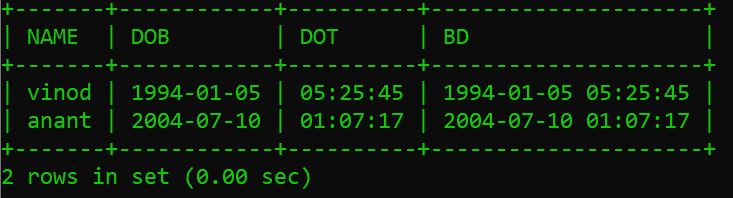 +-------+------------+----------+---------------------+
| NAME  | DOB        | DOT      | BD                  |
+-------+------------+----------+---------------------+
| vinod | 1994-01-05 | 05:25:45 | 1994-01-05 05:25:45 |
| anant | 2004-07-10 | 01:07:17 | 2004-07-10 01:07:17 |
+-------+------------+----------+---------------------+
2 rows in set (0.00 sec)